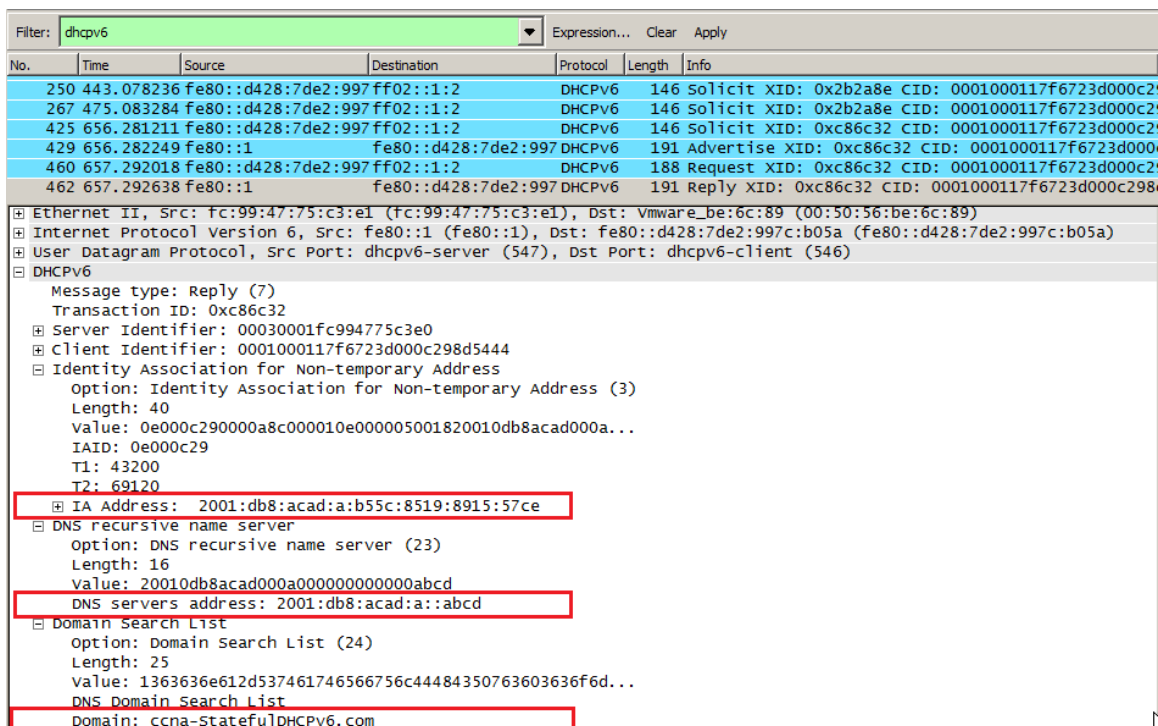 Filter: dhcpv6 Expression... Clear Apply
No. Time Source Destination Protocol Length Info
250 443.078236 fe80::d428:7de2:997 ff02::1:2 DHCPv6 146 Solicit XID: 0x2b2a8e CID: 0001000117f6723d000c29
267 475.083284 fe80::d428:7de2:997 ff02::1:2 DHCPv6 146 Solicit XID: 0x2b2a8e CID: 0001000117f6723d000c29
425 656.281211 fe80::d428:7de2:997 ff02::1:2 DHCPv6 146 Solicit XID: 0xc86c32 CID: 0001000117f6723d000c29
429 656.282249 fe80::1 fe80::d428:7de2:997 DHCPv6 191 Advertise XID: 0xc86c32 CID: 0001000117f6723d000
460 657.292018 fe80::d428:7de2:997 ff02::1:2 DHCPv6 188 Request XID: 0xc86c32 CID: 0001000117f6723d000c29
462 657.292638 fe80::1 fe80::d428:7de2:997 DHCPv6 191 Reply XID: 0xc86c32 CID: 0001000117f6723d000c298
Ethernet II, Src: fc:99:47:75:c3:e1 (fc:99:47:75:c3:e1), Dst: Vmware_be:6c:89 (00:50:56:be:6c:89)
Internet Protocol Version 6, Src: fe80::1 (fe80::1), Dst: fe80::d428:7de2:997c:b05a (fe80::d428:7de2:997c:b05a)
User Datagram Protocol, Src Port: dhcpv6-server (547), Dst Port: dhcpv6-client (546)
DHCPv6
Message type: Reply (7)
Transaction ID: 0xc86c32
Server Identifier: 00030001fc994775c3e0
Client Identifier: 0001000117f6723d000c298d5444
Identity Association for Non-temporary Address
Option: Identity Association for Non-temporary Address (3)
Length: 40
Value: 0e000c290000a8c000010e000005001820010db8acad000a...
IAID: 0e000c29
T1: 43200
T2: 69120
IA Address: 2001:db8:acad:a:b55c:8519:8915:57ce
DNS recursive name server
Option: DNS recursive name server (23)
Length: 16
Value: 20010db8acad000a000000000000abcd
DNS servers address: 2001:db8:acad:a::abcd
Domain Search List
Option: Domain Search List (24)
Length: 25
Value: 1363636e612d537461746566756c44484350763603636f6d...
DNS Domain Search List
Domain: ccna-StatefulDHCPv6.com